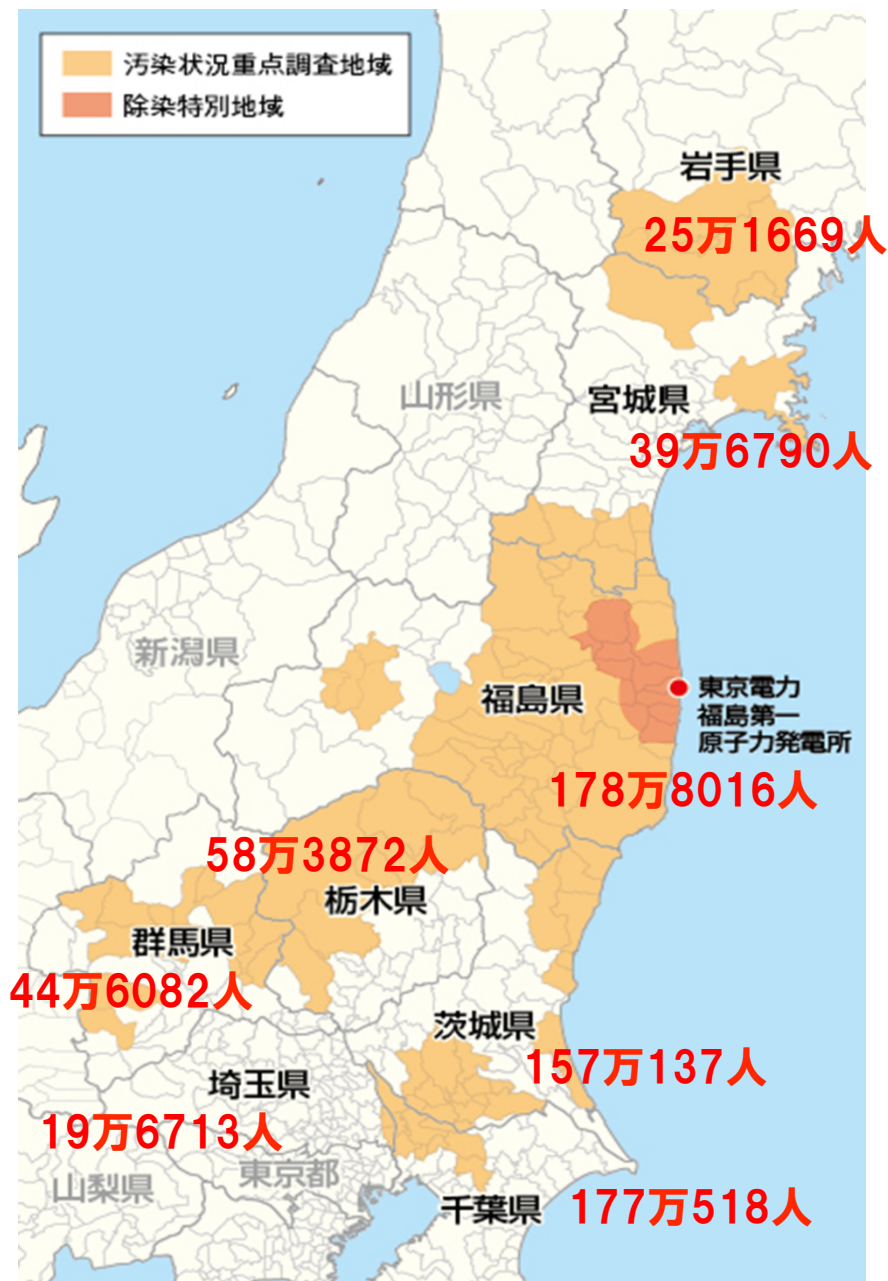 汚染状況重点調査地域
除染特別地域
岩手県
25万1669人
山形県
宮城県
39万6790人
新潟県
福島県
東京電力
福島第一
原子力発電所
178万8016人
58万3872人
栃木県
群馬県
44万6082人
茨城県
157万137人
埼玉県
19万6713人
山梨県
東京都
千葉県
177万518人